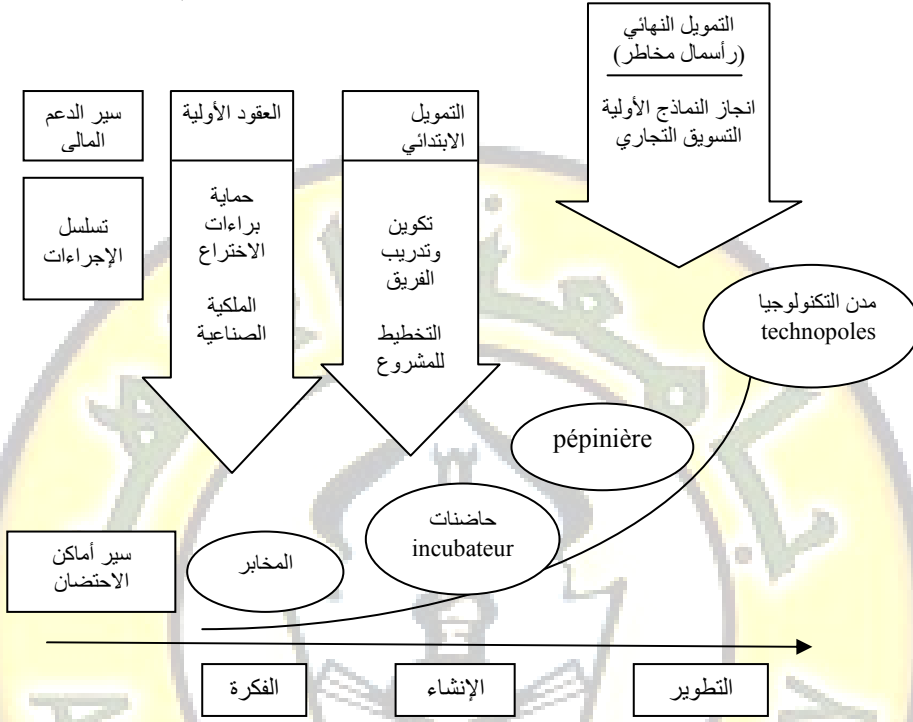 التمويل النهائي
(رأسمال مخاطر)
انجاز النماذج الأولية
التسويق التجاري
سير الدعم
المالي
العقود الأولية
التمويل
الابتدائي
تسلسل
الإجراءات
حماية
براءات
الاختراع
الملكية
الصناعية
تكوين
وتدريب
الفريق
التخطيط
للمشروع
مدن التكنولوجيا
technopoles
pépinière
حاضنات
incubateur
المخابر
سير أماكن
الاحتضان
الفكرة
الإنشاء
التطوير